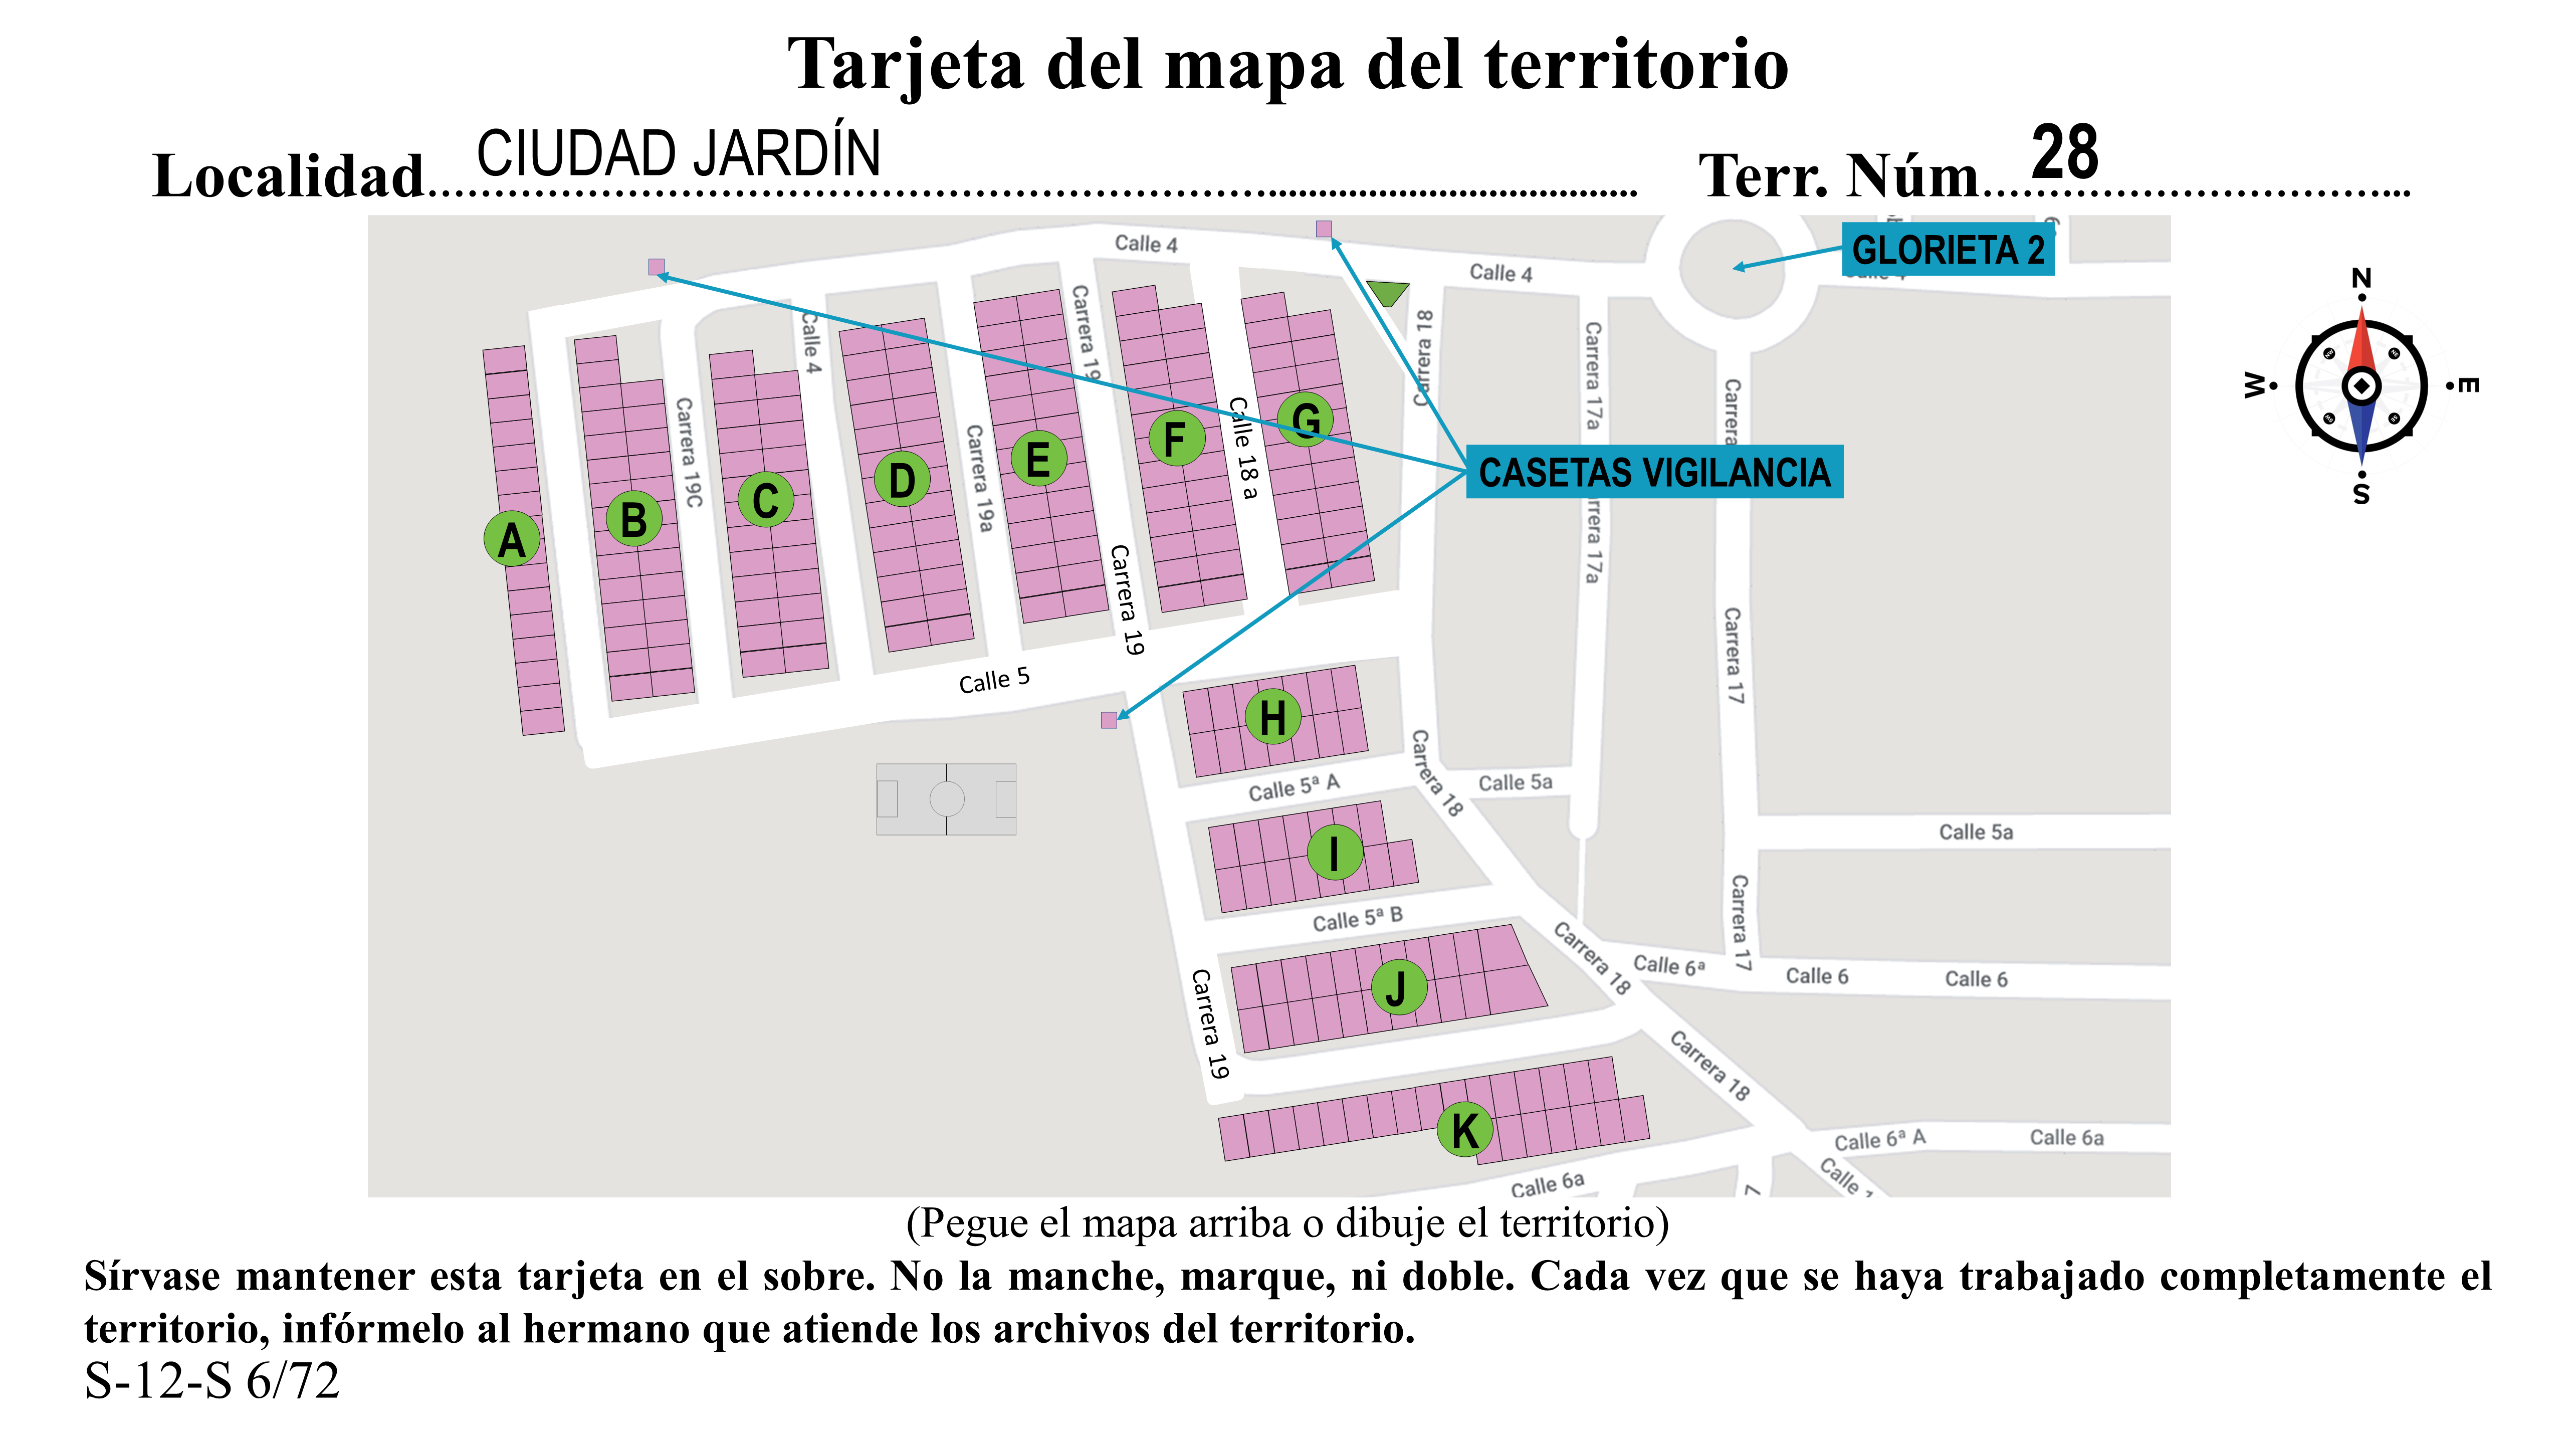 Tarjeta del mapa del territorio
Localidad CIUDAD JARDÍN Terr. Núm. 28
GLORIETA 2
Calle 4
Calle 4
Calle 4
N
W
E
S
Carrera 19
Carrera 18
Carrera 17a
Carrera
Carrera 19C
Carrera 19a
Calle 18 a
A
B
C
D
E
F
G
CASETAS VIGILANCIA
Carrera 19
Carrera 17
Calle 5
H
Carrera 18
Calle 5ª A
Calle 5a
Calle 5a
I
Calle 5ª B
Carrera 17
Carrera 18
Calle 6ª
Calle 6
Calle 6
J
Carrera 19
Carrera 18
K
Calle 6ª A
Calle 6a
Calle 6a
(Pegue el mapa arriba o dibuje el territorio)
Sírvase mantener esta tarjeta en el sobre. No la manche, marque, ni doble. Cada vez que se haya trabajado completamente el
territorio, infórmelo al hermano que atiende los archivos del territorio.
S-12-S 6/72